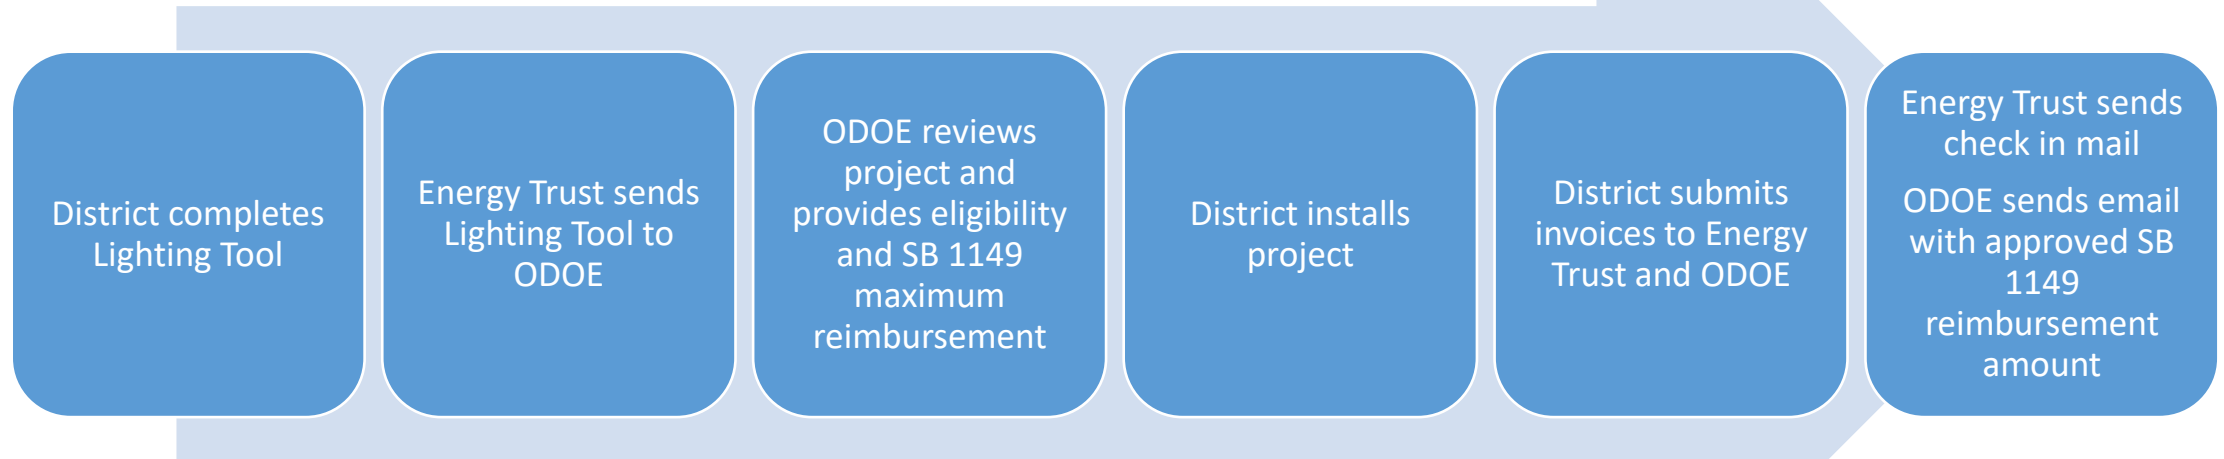 District completes
Lighting Tool
Energy Trust sends
Lighting Tool to
ODOE
ODOE reviews
project and
provides eligibility
and SB 1149
maximum
reimbursement
District installs
project
District submits
invoices to Energy
Trust and ODOE
Energy Trust sends
check in mail
ODOE sends email
with approved SB
1149
reimbursement
amount